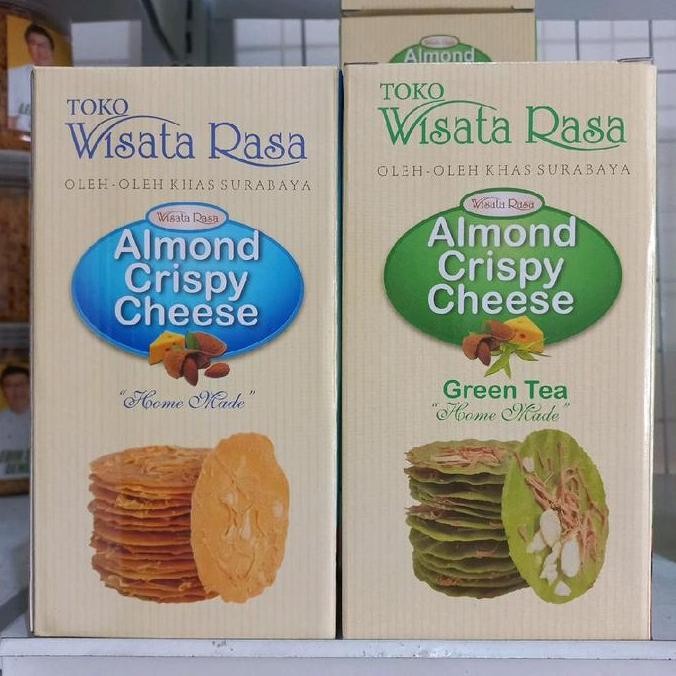 Almond
TOKO
Wisata Rasa
OLEH-OLEH KHAS SURABAYA
Wisata Rasa
Almond
Crispy
Cheese
"Home Made"
TOKO
Wisata Rasa
OLEH-OLEH KHAS SURABAYA
Wisata Rasa
Almond
Crispy
Cheese
Green Tea
"Home Made"